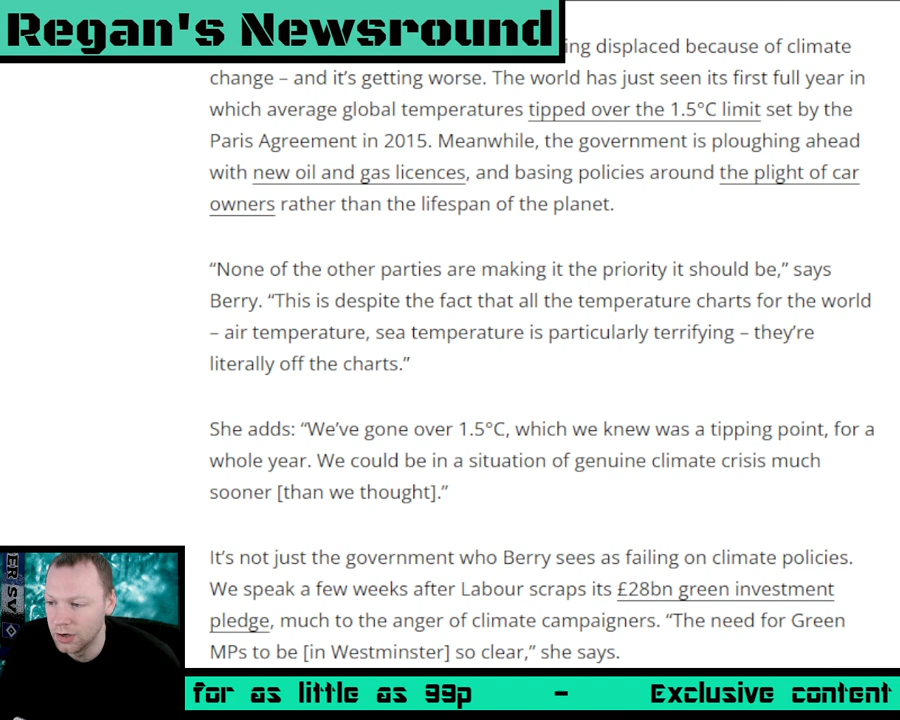 Regan's Newsround
ing displaced because of climate
change – and it’s getting worse. The world has just seen its first full year in
which average global temperatures tipped over the 1.5°C limit set by the
Paris Agreement in 2015. Meanwhile, the government is ploughing ahead
with new oil and gas licences, and basing policies around the plight of car
owners rather than the lifespan of the planet.
“None of the other parties are making it the priority it should be,” says
Berry. “This is despite the fact that all the temperature charts for the world
– air temperature, sea temperature is particularly terrifying – they’re
literally off the charts.”
She adds: “We’ve gone over 1.5°C, which we knew was a tipping point, for a
whole year. We could be in a situation of genuine climate crisis much
sooner [than we thought].”
It’s not just the government who Berry sees as failing on climate policies.
We speak a few weeks after Labour scraps its £28bn green investment
pledge, much to the anger of climate campaigners. “The need for Green
MPs to be [in Westminster] so clear,” she says.
ER SV
for as little as 99p - Exclusive content